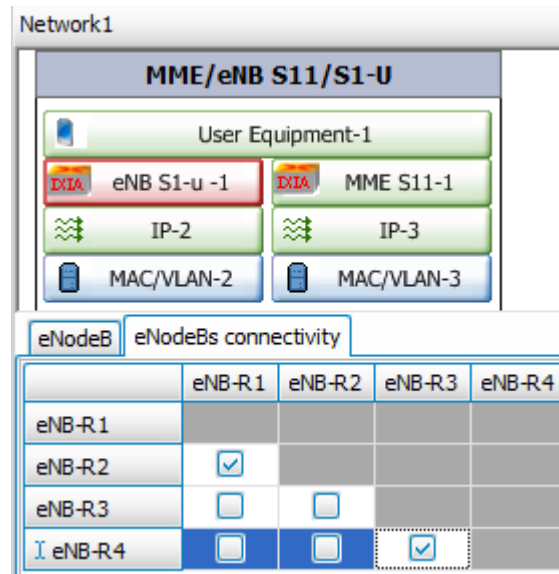 Network1
MME/eNB S11/S1-U
User Equipment-1
IXIA eNB S1-u -1 IXIA MME S11-1
IP-2 IP-3
MAC/VLAN-2 MAC/VLAN-3
eNodeB eNodeBs connectivity
eNB-R1 eNB-R2 eNB-R3 eNB-R4
eNB-R1
eNB-R2
eNB-R3
eNB-R4